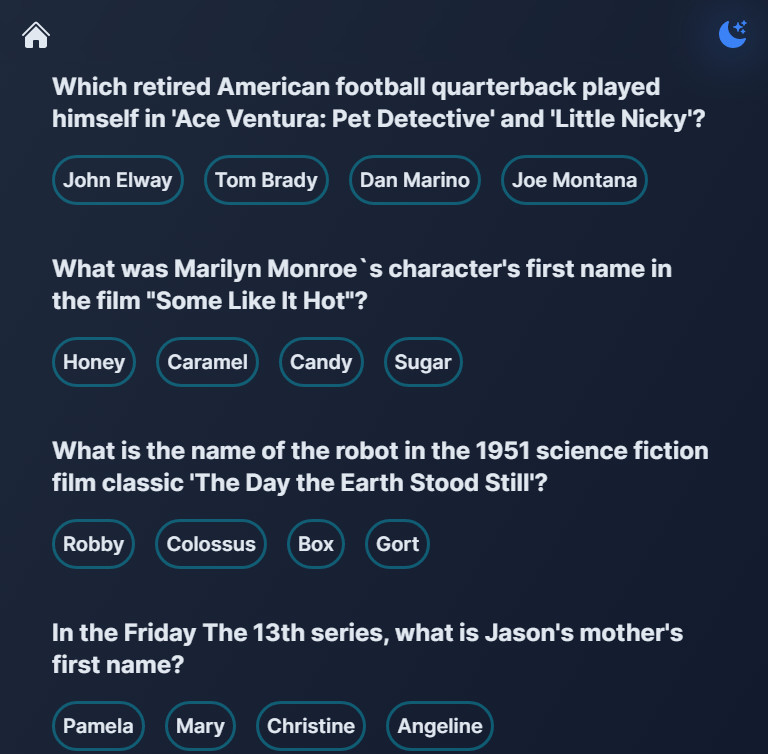 Which retired American football quarterback played
himself in 'Ace Ventura: Pet Detective' and 'Little Nicky'?
John Elway Tom Brady Dan Marino Joe Montana
What was Marilyn Monroe`s character's first name in
the film "Some Like It Hot"?
Honey Caramel Candy Sugar
What is the name of the robot in the 1951 science fiction
film classic 'The Day the Earth Stood Still'?
Robby Colossus Box Gort
In the Friday The 13th series, what is Jason's mother's
first name?
Pamela Mary Christine Angeline